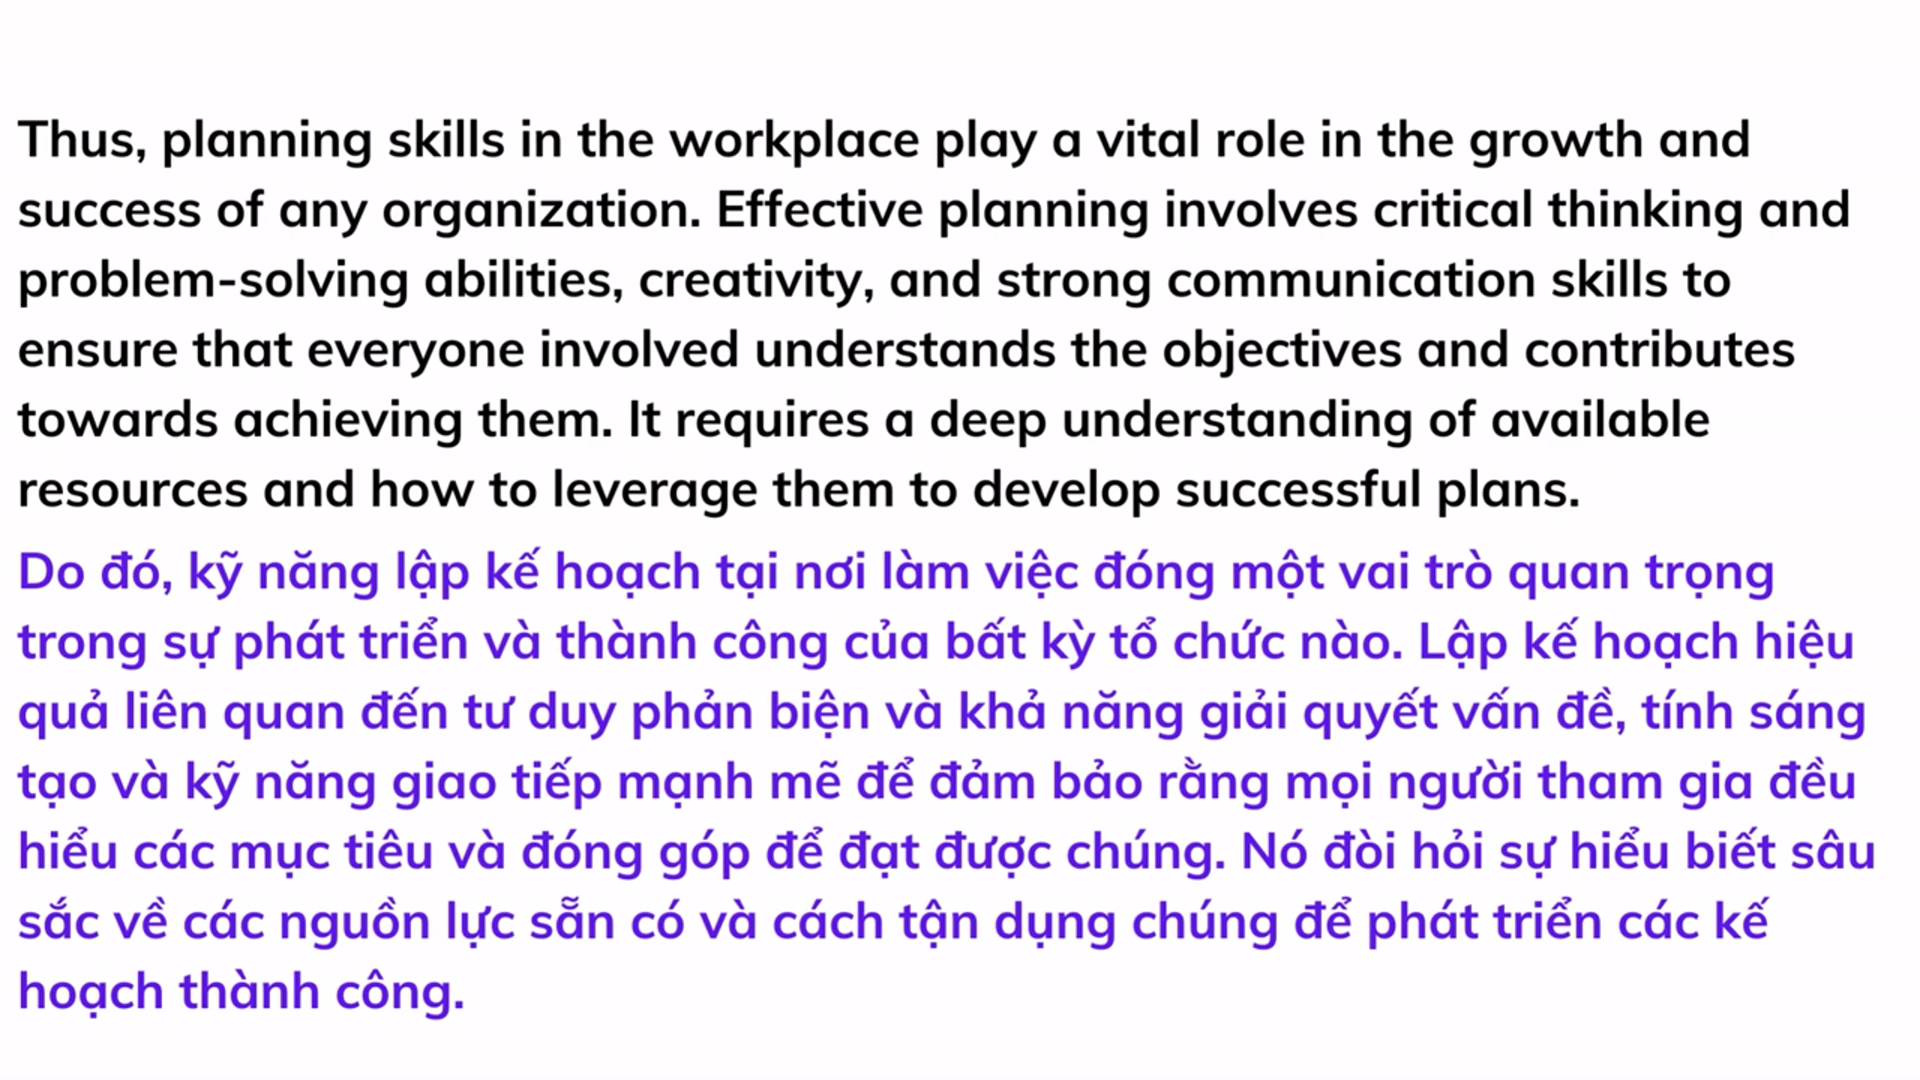 Thus, planning skills in the workplace play a vital role in the growth and
success of any organization. Effective planning involves critical thinking and
problem-solving abilities, creativity, and strong communication skills to
ensure that everyone involved understands the objectives and contributes
towards achieving them. It requires a deep understanding of available
resources and how to leverage them to develop successful plans.
Do đó, kỹ năng lập kế hoạch tại nơi làm việc đóng một vai trò quan trọng
trong sự phát triển và thành công của bất kỳ tổ chức nào. Lập kế hoạch hiệu
quả liên quan đến tư duy phản biện và khả năng giải quyết vấn đề, tính sáng
tạo và kỹ năng giao tiếp mạnh mẽ để đảm bảo rằng mọi người tham gia đều
hiểu các mục tiêu và đóng góp để đạt được chúng. Nó đòi hỏi sự hiểu biết sâu
sắc về các nguồn lực sẵn có và cách tận dụng chúng để phát triển các kế
hoạch thành công.